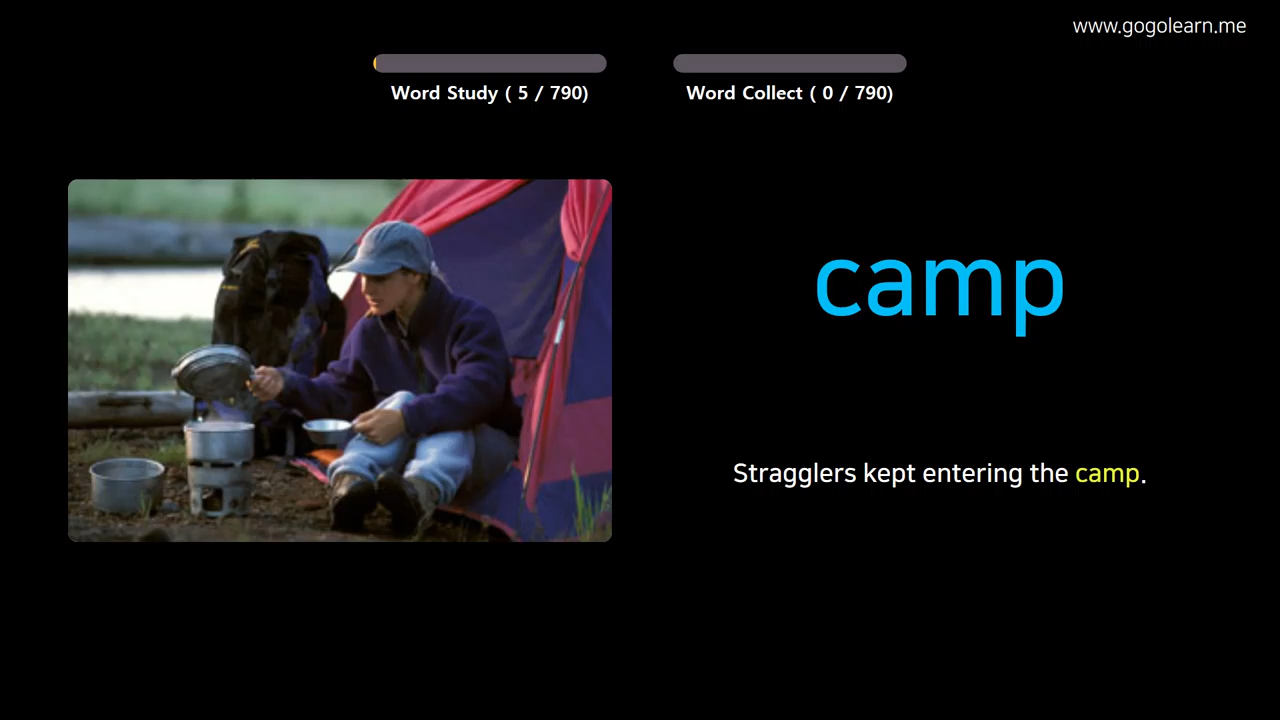 www.gogolearn.me
Word Study ( 5 / 790)
Word Collect ( 0 / 790)
camp
Stragglers kept entering the camp.